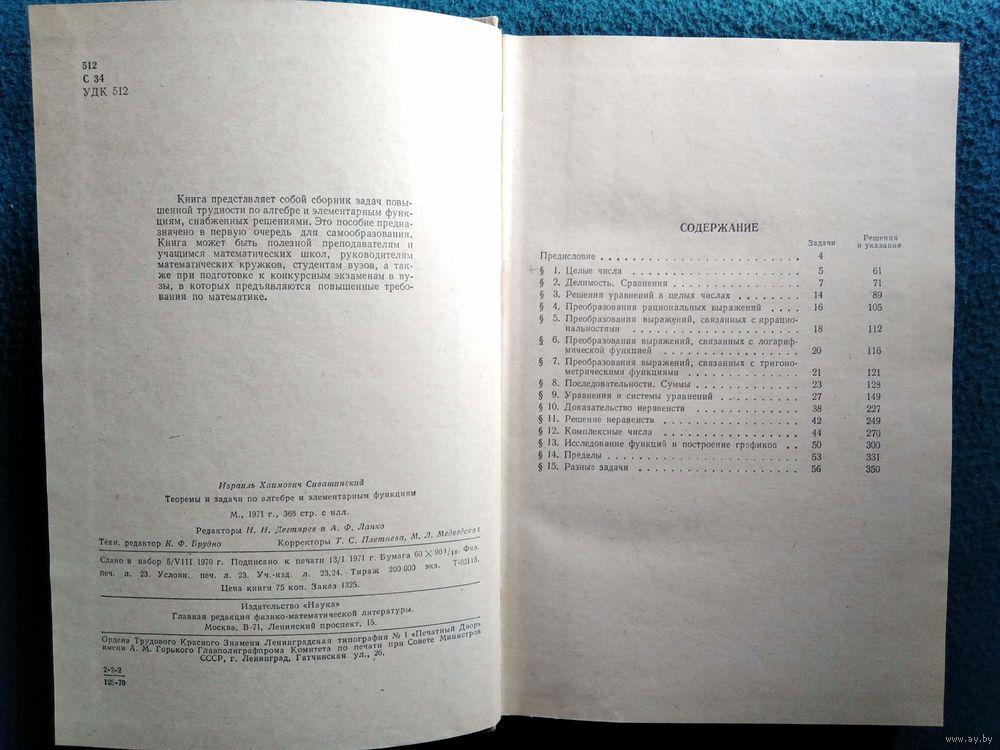 512
С 34
УДК 512
Книга представляет собой сборник задач повы-
шенной трудности по алгебре и элементарным функ-
циям, снабженных решениями. Это пособие предна-
значено в первую очередь для самообразования.
Книга может быть полезной преподавателям и
учащимся математических школ, руководителям
математических кружков, студентам вузов, а так-
же при подготовке к конкурсным экзаменам в ву-
зы, в которых предъявляются повышенные требо-
вания по математике.
Израиль Хаимович Сивашинский
Теоремы и задачи по алгебре и элементарным функциям
М., 1971 г., 368 стр. с илл.
Редакторы Н. Н. Дегтярев и А. Ф. Лапко
Техн. редактор К. Ф. Брудно Корректоры Т. С. Плетнева, М. Л. Медведская
Сдано в набор 5/VIII 1970 г. Подписано к печати 13/I 1971 г. Бумага 60 × 90 1/16. Физ.
печ. л. 23. Условн. печ. л. 23. Уч.-изд. л. 23,24. Тираж 200 000 экз. Т-02115.
Цена книги 75 коп. Заказ 1325.
Издательство «Наука»
Главная редакция физико-математической литературы.
Москва, В-71, Ленинский проспект, 15.
Ордена Трудового Красного Знамени Ленинградская типография № 1 «Печатный Двор»
имени А. М. Горького Главполиграфпрома Комитета по печати при Совете Министров
СССР, г. Ленинград, Гатчинская ул., 26.
2-2-2
12Б-70
СОДЕРЖАНИЕ
Задачи Решения
и указания
Предисловие . . . . 4
§ 1. Целые числа . . . . 5 61
§ 2. Делимость. Сравнения . . . . 7 71
§ 3. Решения уравнений в целых числах . . . . 14 89
§ 4. Преобразования рациональных выражений . . . . 16 105
§ 5. Преобразования выражений, связанных с иррацио-
нальностями . . . . 18 112
§ 6. Преобразования выражений, связанных с логариф-
мической функцией . . . . 20 116
§ 7. Преобразования выражений, связанных с тригоно-
метрическими функциями . . . . 21 121
§ 8. Последовательности. Суммы . . . . 23 128
§ 9. Уравнения и системы уравнений . . . . 27 149
§ 10. Доказательство неравенств . . . . 38 227
§ 11. Решение неравенств . . . . 42 249
§ 12. Комплексные числа . . . . 44 270
§ 13. Исследование функций и построение графиков . . 50 300
§ 14. Пределы . . . . 53 331
§ 15. Разные задачи . . . . 56 350
www.ay.by